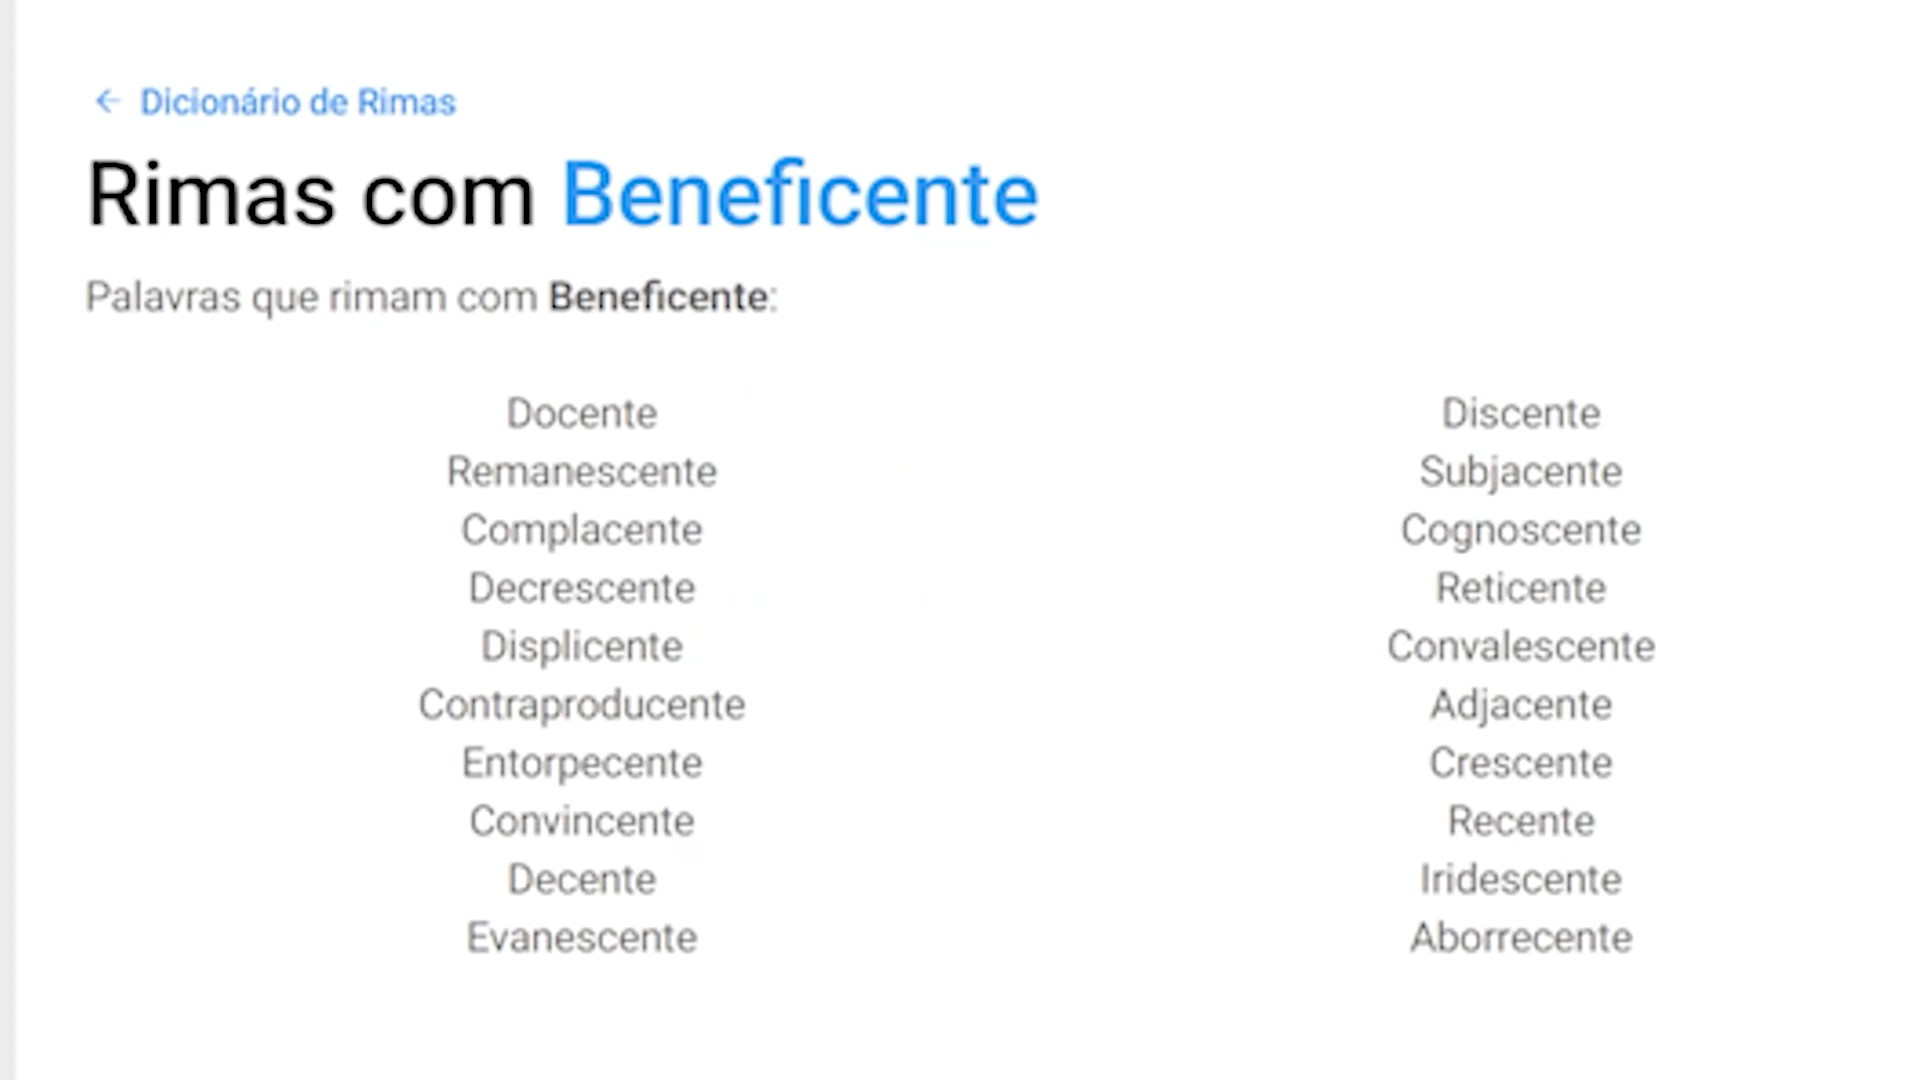 ← Dicionário de Rimas
Rimas com Beneficente
Palavras que rimam com Beneficente:
Docente Discente
Remanescente Subjacente
Complacente Cognoscente
Decrescente Reticente
Displicente Convalescente
Contraproducente Adjacente
Entorpecente Crescente
Convincente Recente
Decente Iridescente
Evanescente Aborrecente